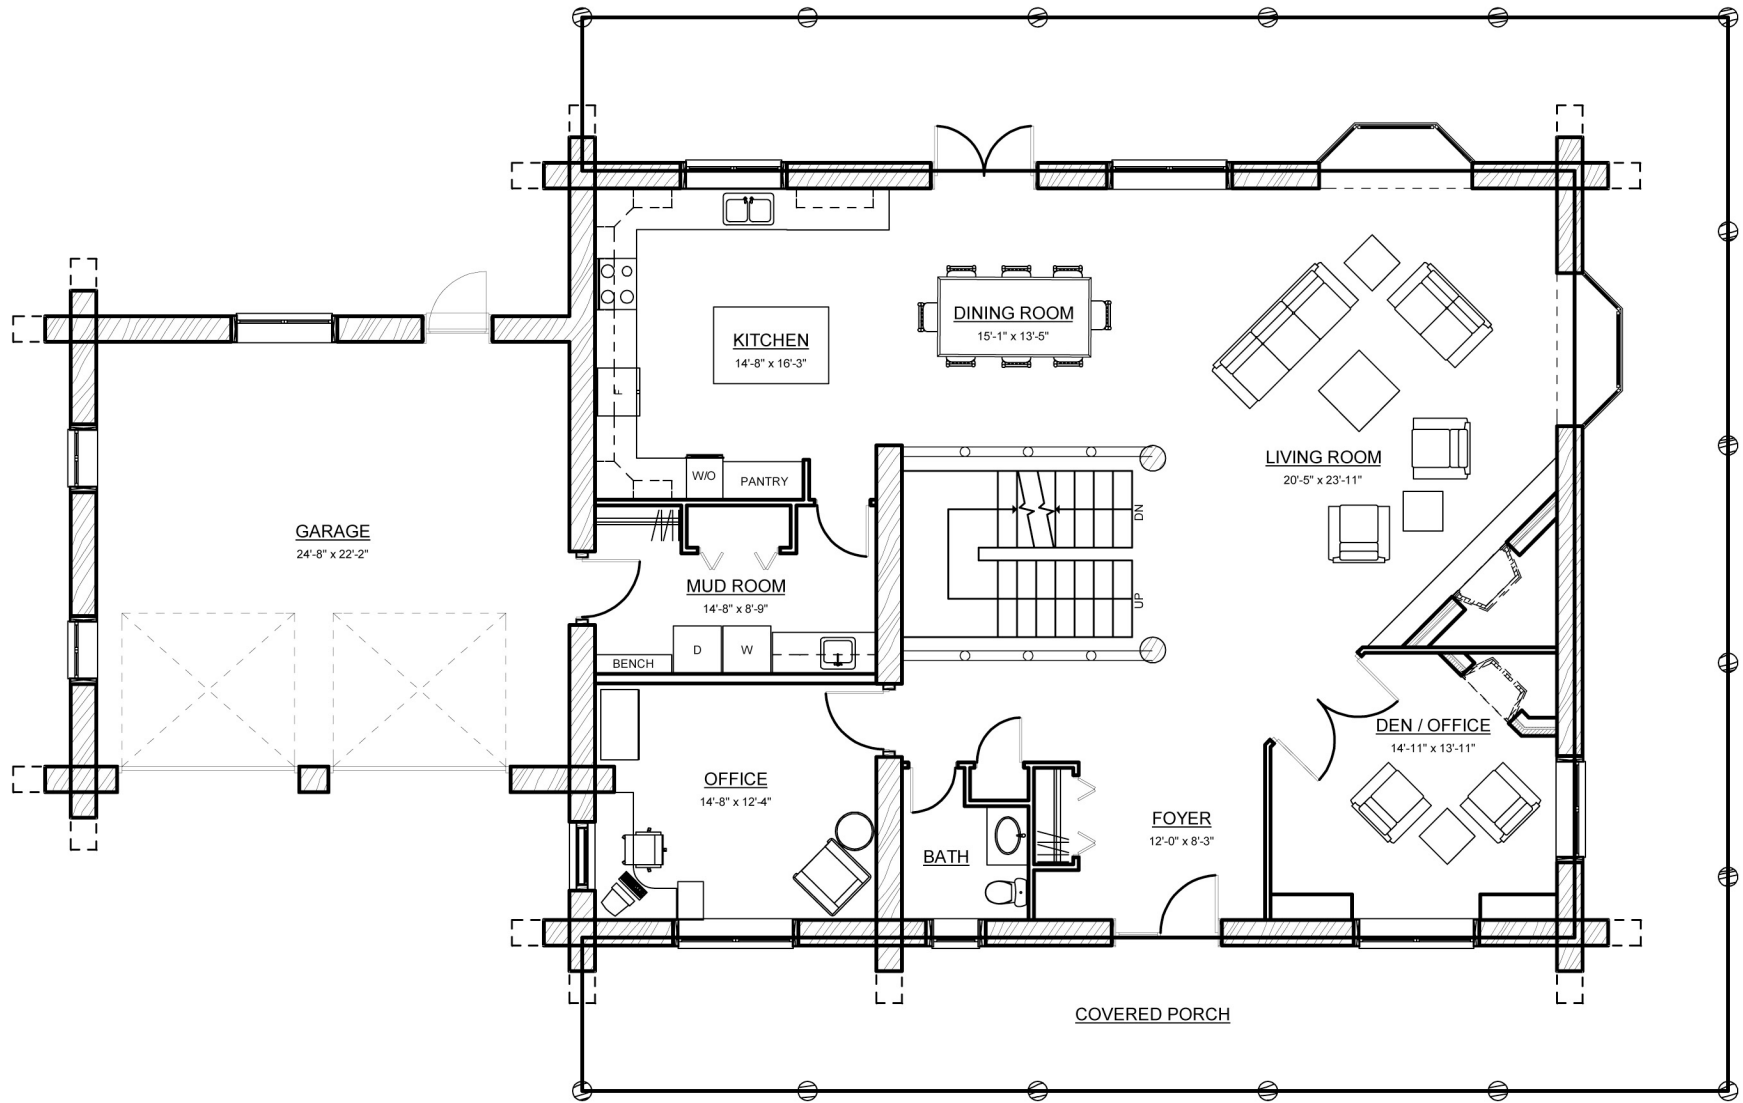 DINING ROOM
15'-1" x 13'-5"
KITCHEN
14'-8" x 16'-3"
F
LIVING ROOM
20'-5" x 23'-11"
W/O
PANTRY
DN
GARAGE
24'-8" x 22'-2"
MUD ROOM
14'-8" x 8'-9"
UP
D
W
BENCH
DEN / OFFICE
14'-11" x 13'-11"
OFFICE
14'-8" x 12'-4"
FOYER
12'-0" x 8'-3"
BATH
COVERED PORCH